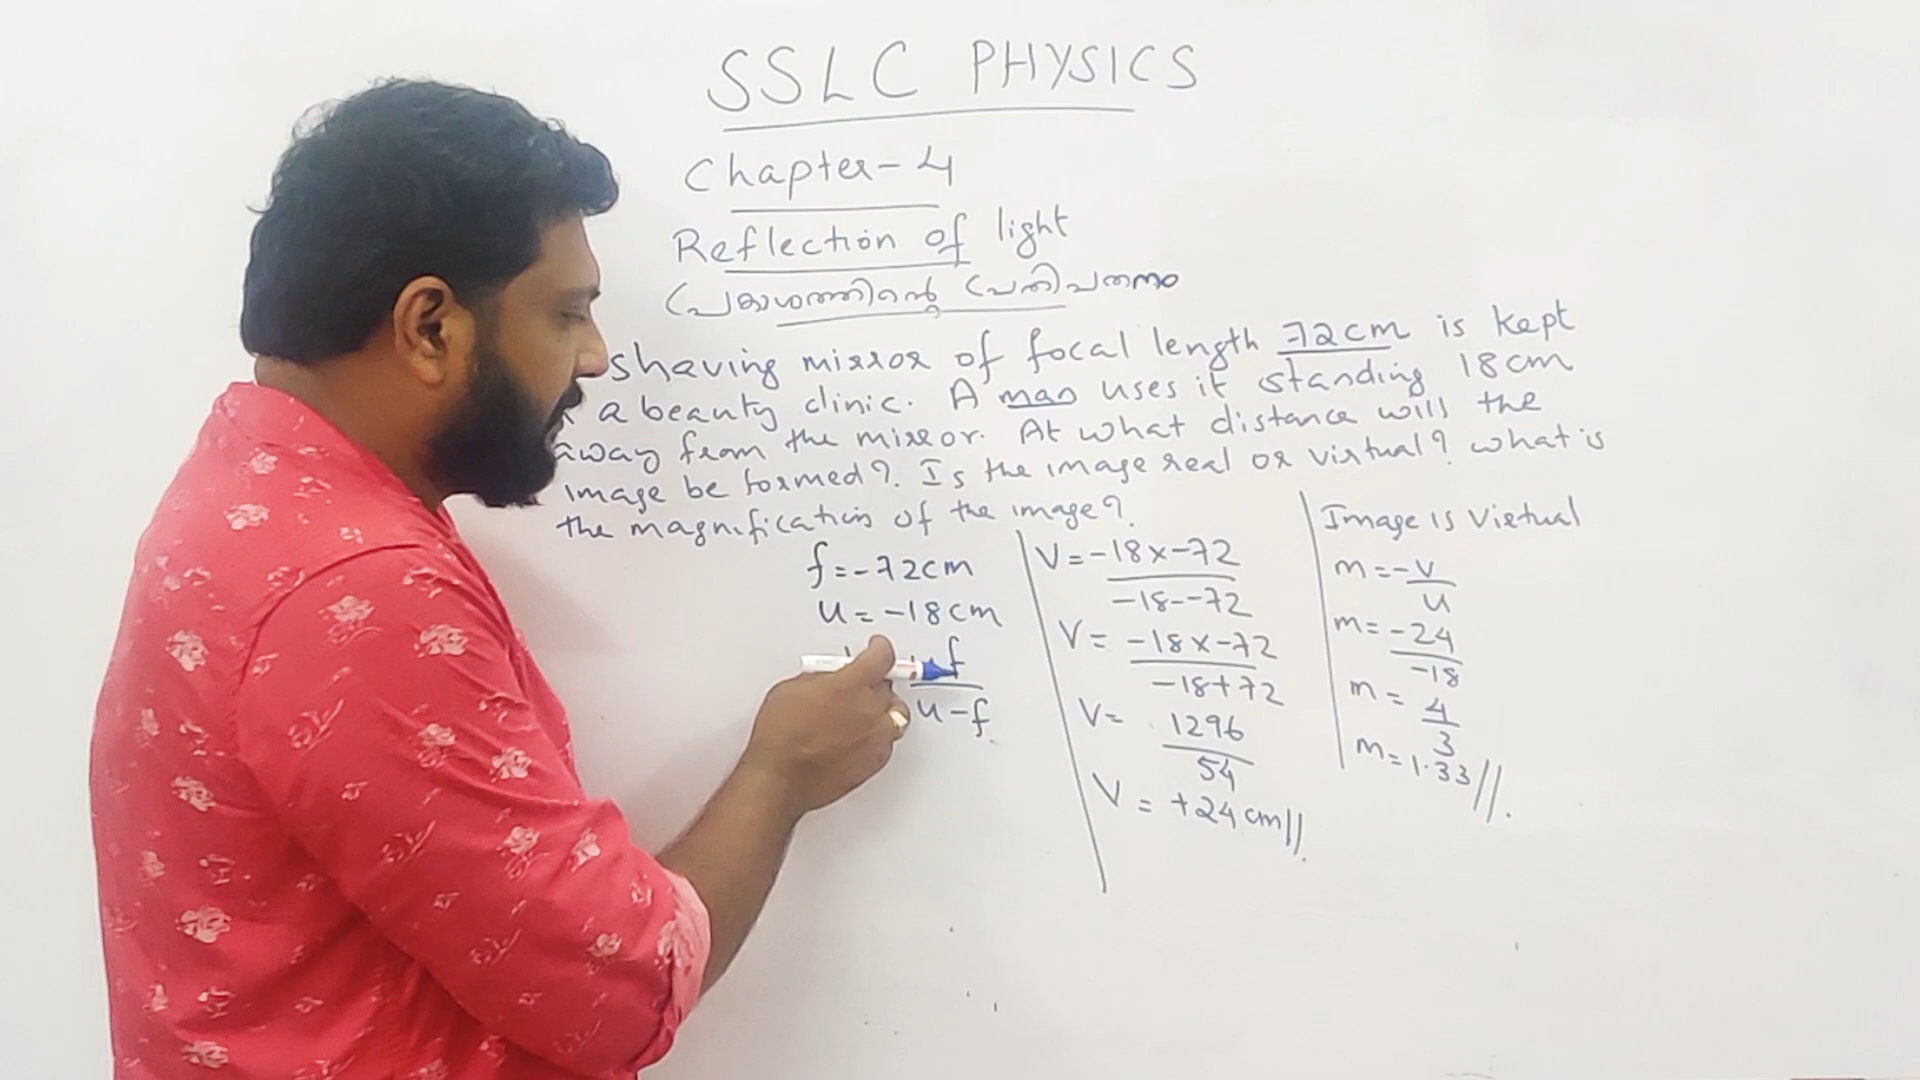 SSLC PHYSICS
Chapter-4
Reflection of light
പ്രകാശത്തിന്റെ പ്രതിപതനം
shaving mirror of focal length 72cm is kept
a beauty clinic. A man uses it standing 18cm
away from the mirror. At what distance will the
image be formed?. Is the image real or virtual? what is
the magnification of the image?.
f=-72cm
u=-18cm
uf
u-f
V=-18x-72
-18--72
V= -18x-72
-18+72
V= 1296
54
V = +24cm//.
Image is Virtual
m=-v
u
m=-24
-18
m= 4
3
m=1.33//.